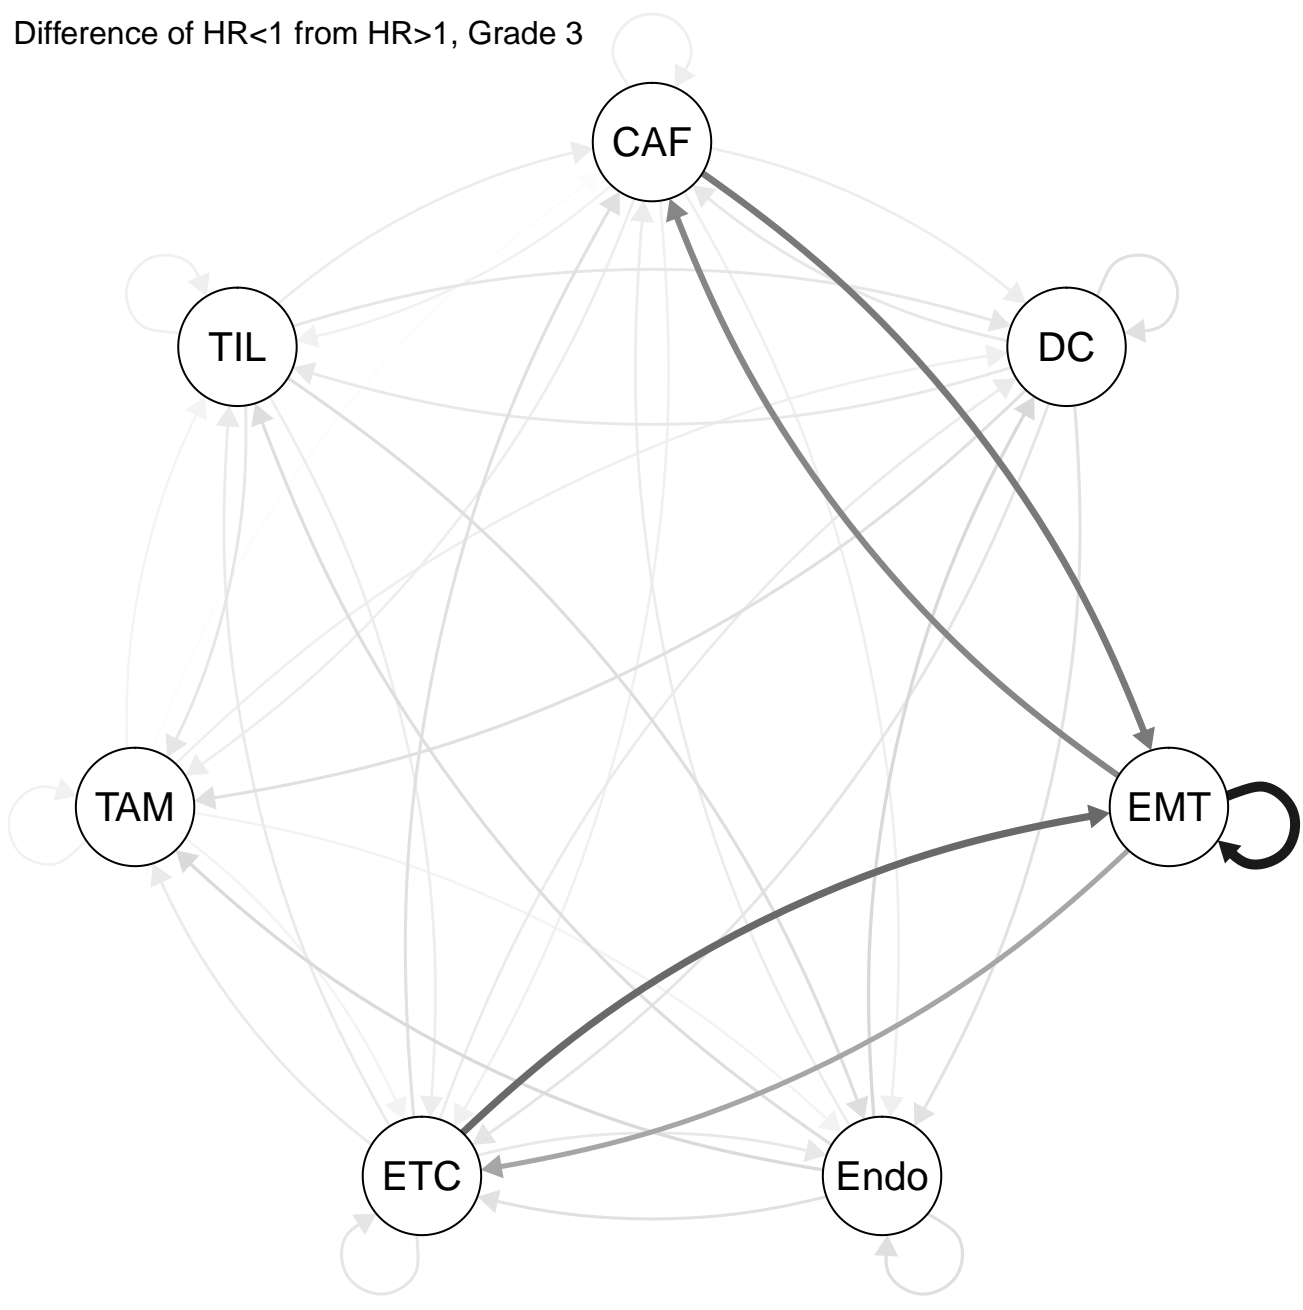 Difference of HR<1 from HR>1, Grade 3
CAF
TIL
DC
TAM
EMT
ETC
Endo